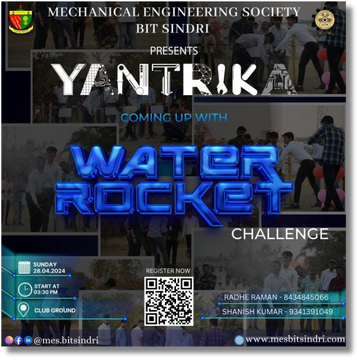 MECHANICAL ENGINEERING SOCIETY
BIT SINDRI
PRESENTS
YANTRIKA
COMING UP WITH
WATER
ROCKET
CHALLENGE
SUNDAY
28.04.2024
START AT
03:30 PM
CLUB GROUND
REGISTER NOW
RADHE RAMAN - 8434845066
SHANISH KUMAR - 9341391049
@mes.bitsindri
www.mesbitsindri.com